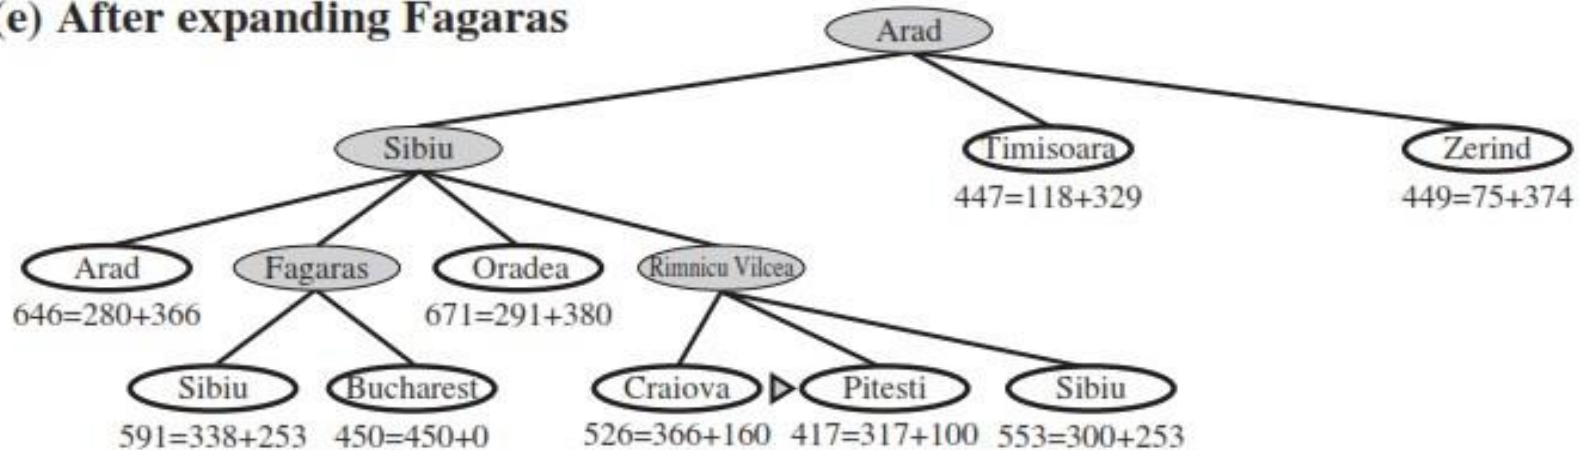 (e) After expanding Fagaras
Arad
Sibiu Timisoara Zerind
447=118+329 449=75+374
Arad Fagaras Oradea Rimnicu Vilcea
646=280+366 671=291+380
Sibiu Bucharest Craiova Pitesti Sibiu
591=338+253 450=450+0 526=366+160 417=317+100 553=300+253